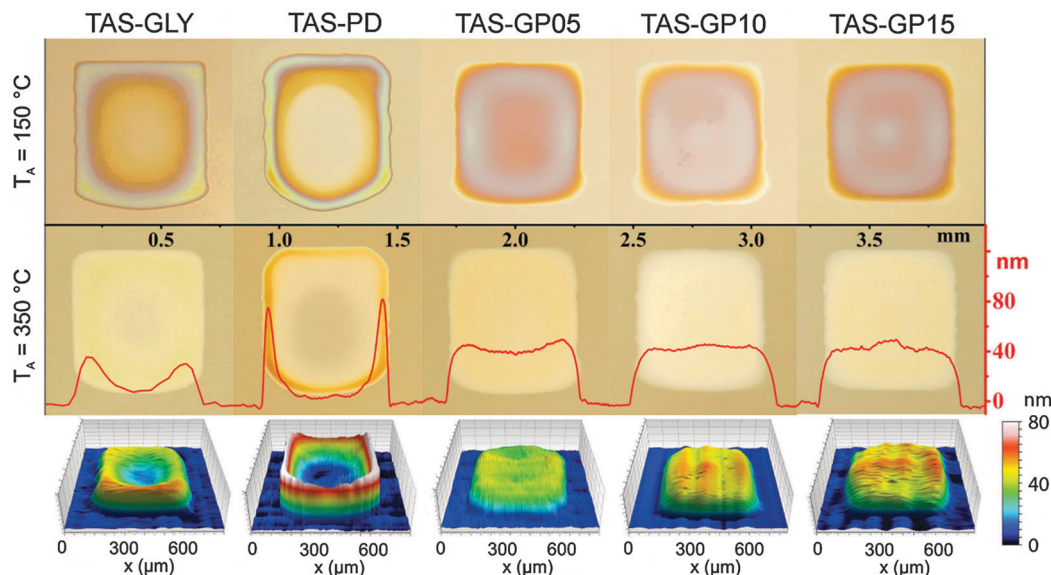 TAS-GLY TAS-PD TAS-GP05 TAS-GP10 TAS-GP15
T_A = 150 °C
0.5 1.0 1.5 2.0 2.5 3.0 3.5 mm
T_A = 350 °C
nm
80
40
0
nm
80
60
40
20
0
0 300 600 0 300 600 0 300 600 0 300 600 0 300 600
x (µm) x (µm) x (µm) x (µm) x (µm)